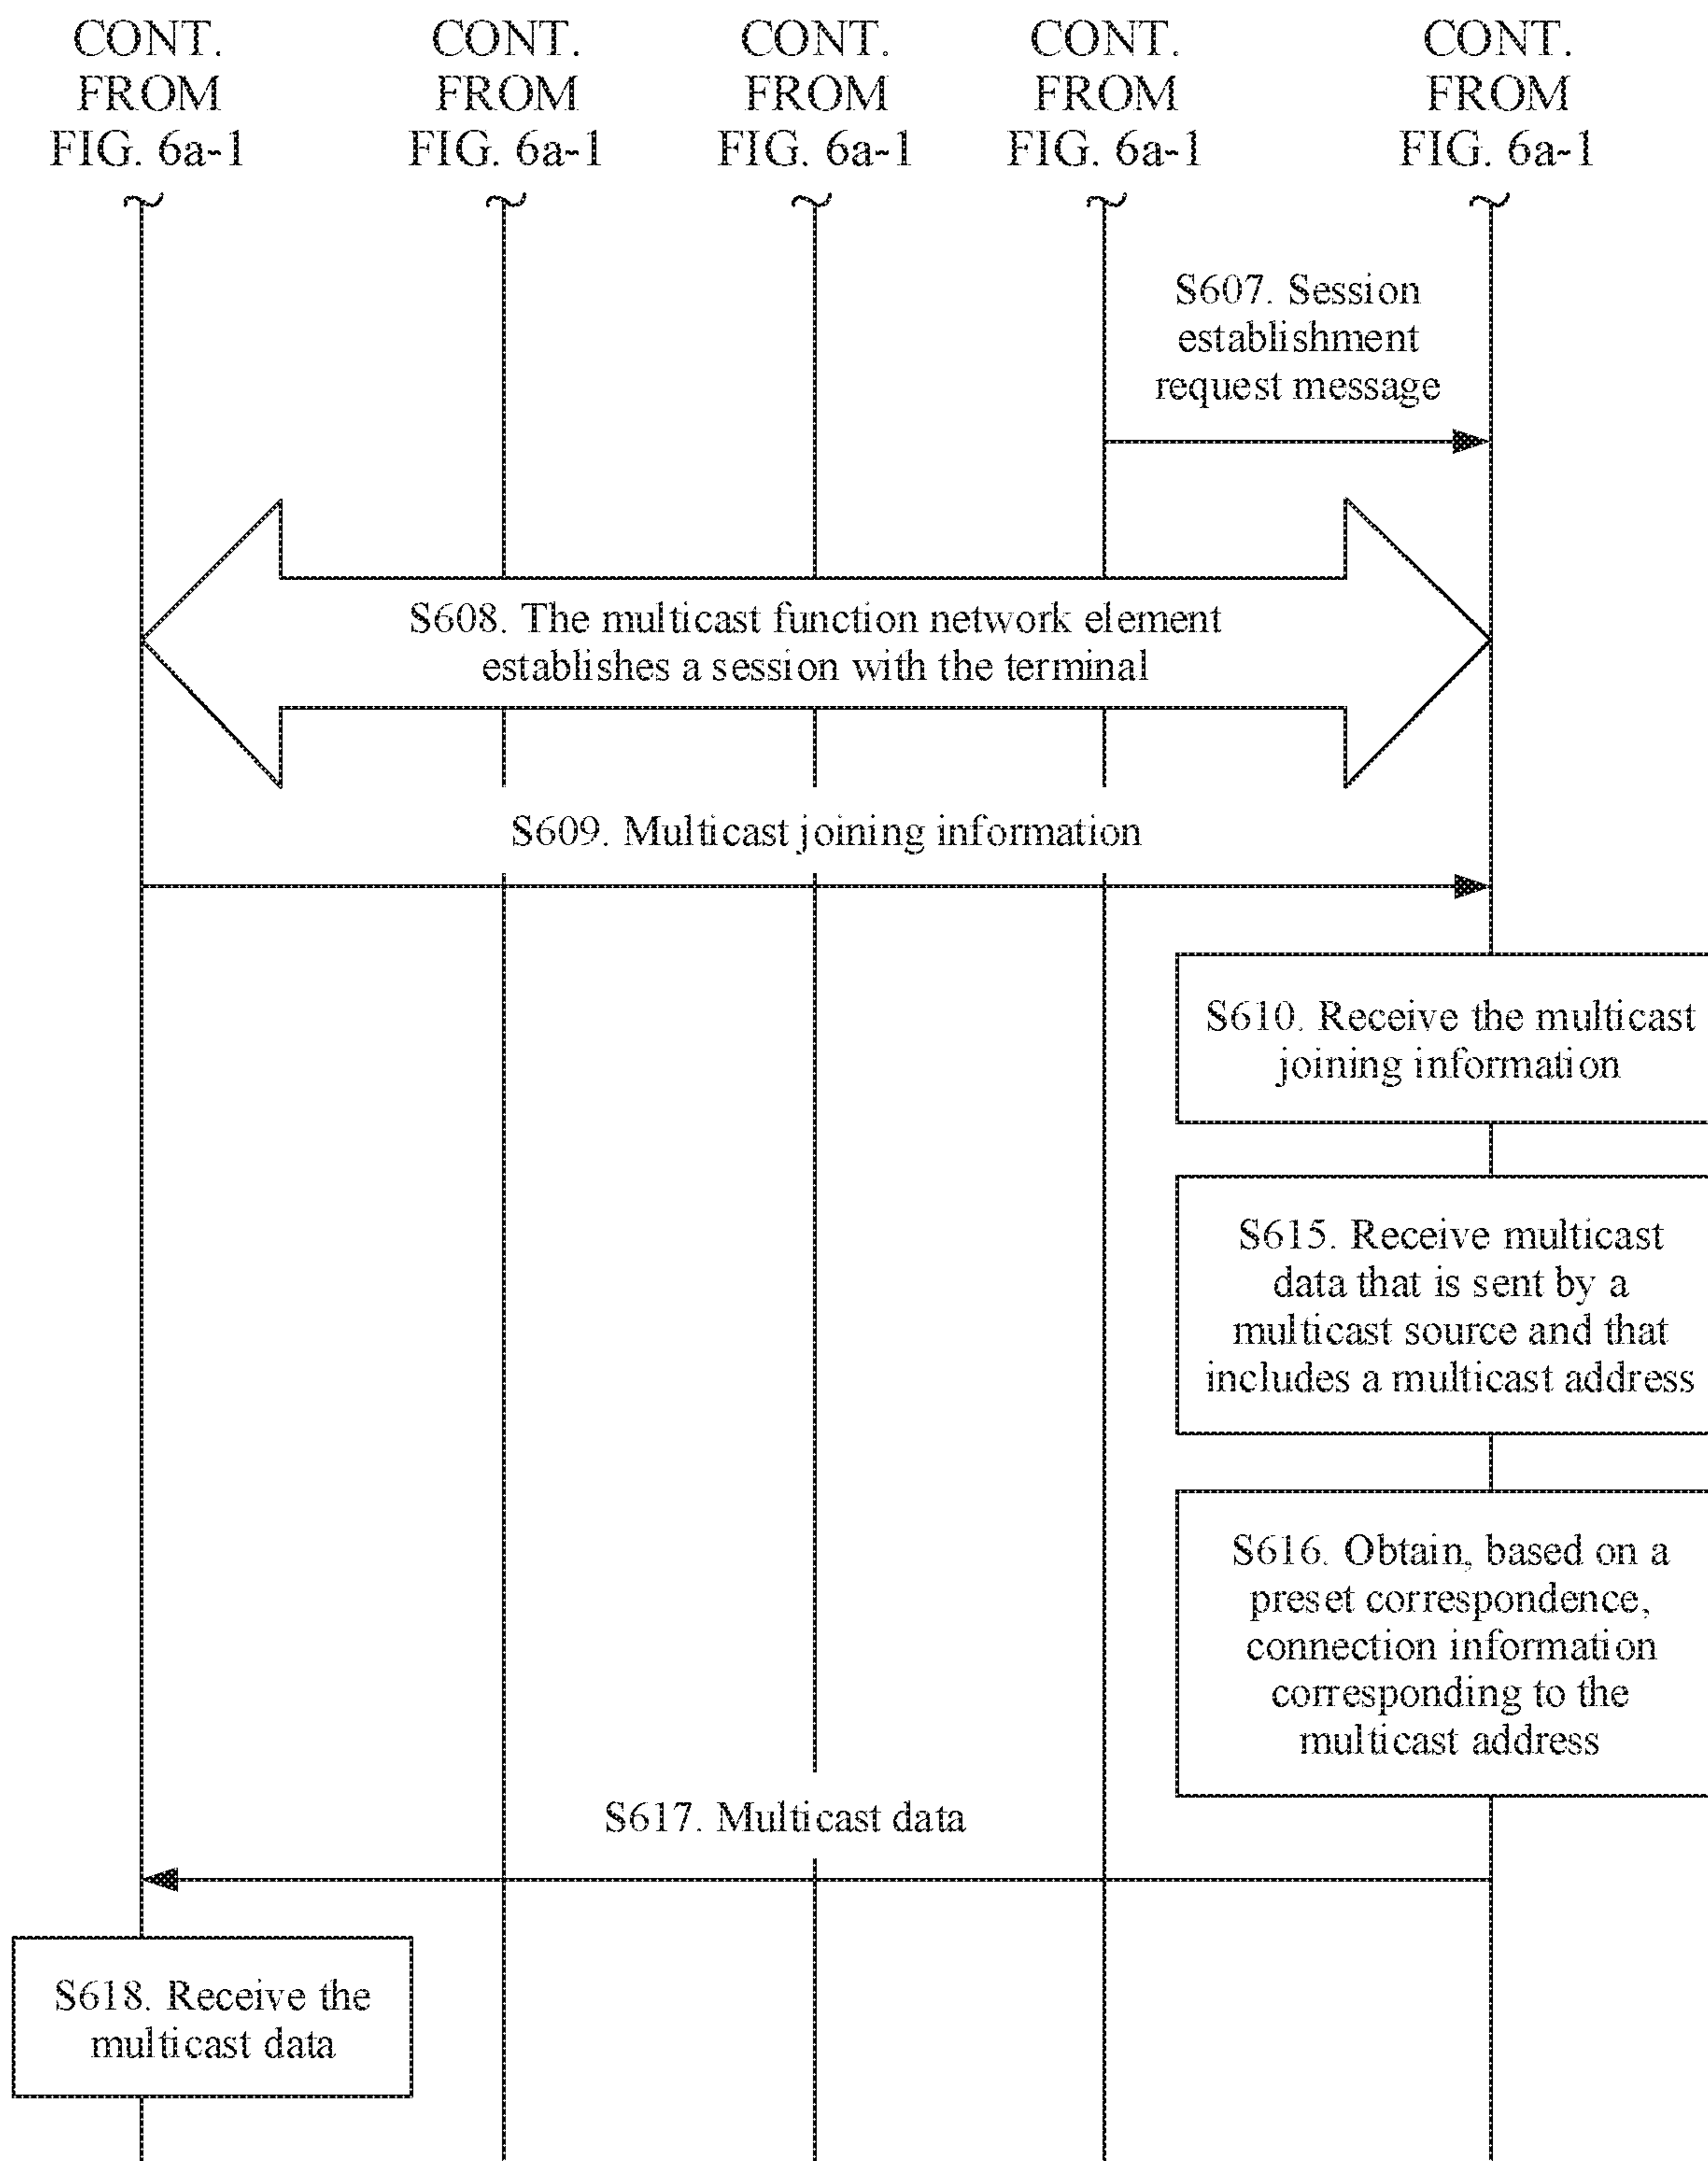 CONT.
FROM
FIG. 6a-1
CONT.
FROM
FIG. 6a-1
CONT.
FROM
FIG. 6a-1
CONT.
FROM
FIG. 6a-1
CONT.
FROM
FIG. 6a-1
S607. Session
establishment
request message
S608. The multicast function network element
establishes a session with the terminal
S609. Multicast joining information
S610. Receive the multicast
joining information
S615. Receive multicast
data that is sent by a
multicast source and that
includes a multicast address
S616. Obtain, based on a
preset correspondence,
connection information
corresponding to the
multicast address
S617. Multicast data
S618. Receive the
multicast data